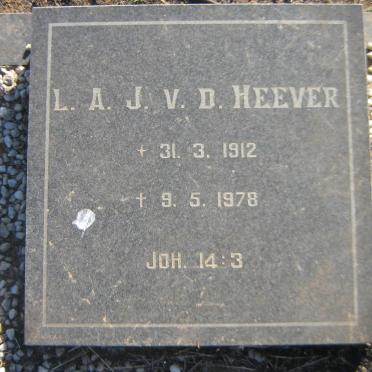 L. A. J. V. D. HEEVER
+ 31. 3. 1912
† 9. 5. 1978
JOH. 14:3